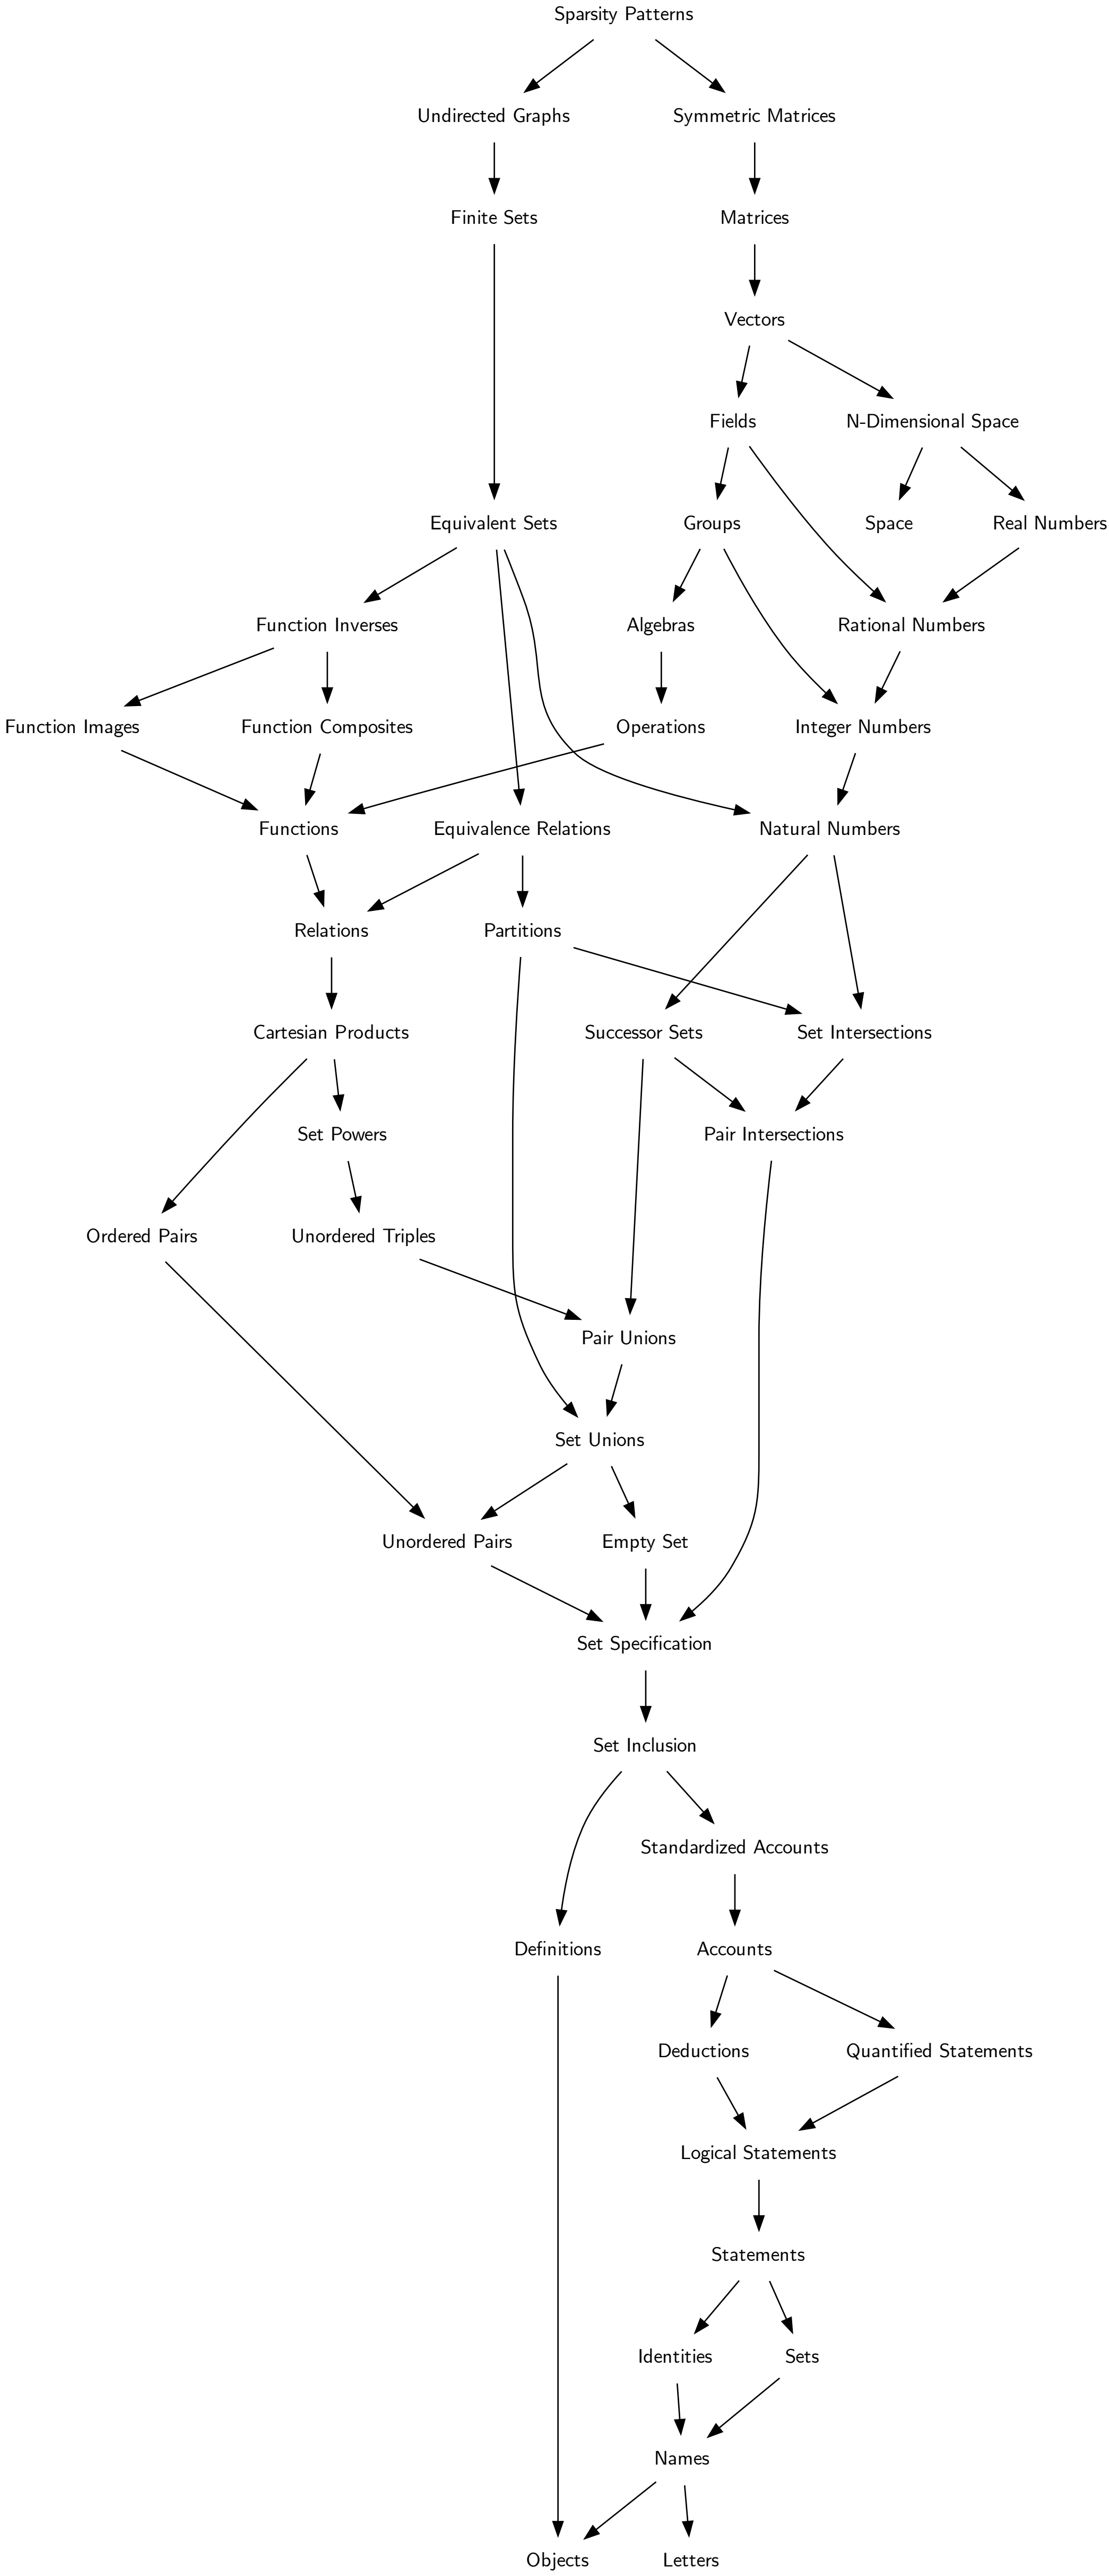 Sparsity Patterns
Undirected Graphs
Symmetric Matrices
Finite Sets
Matrices
Vectors
Fields
N-Dimensional Space
Equivalent Sets
Groups
Space
Real Numbers
Function Inverses
Algebras
Rational Numbers
Function Images
Function Composites
Operations
Integer Numbers
Functions
Equivalence Relations
Natural Numbers
Relations
Partitions
Cartesian Products
Successor Sets
Set Intersections
Set Powers
Pair Intersections
Ordered Pairs
Unordered Triples
Pair Unions
Set Unions
Unordered Pairs
Empty Set
Set Specification
Set Inclusion
Standardized Accounts
Definitions
Accounts
Deductions
Quantified Statements
Logical Statements
Statements
Identities
Sets
Names
Objects
Letters